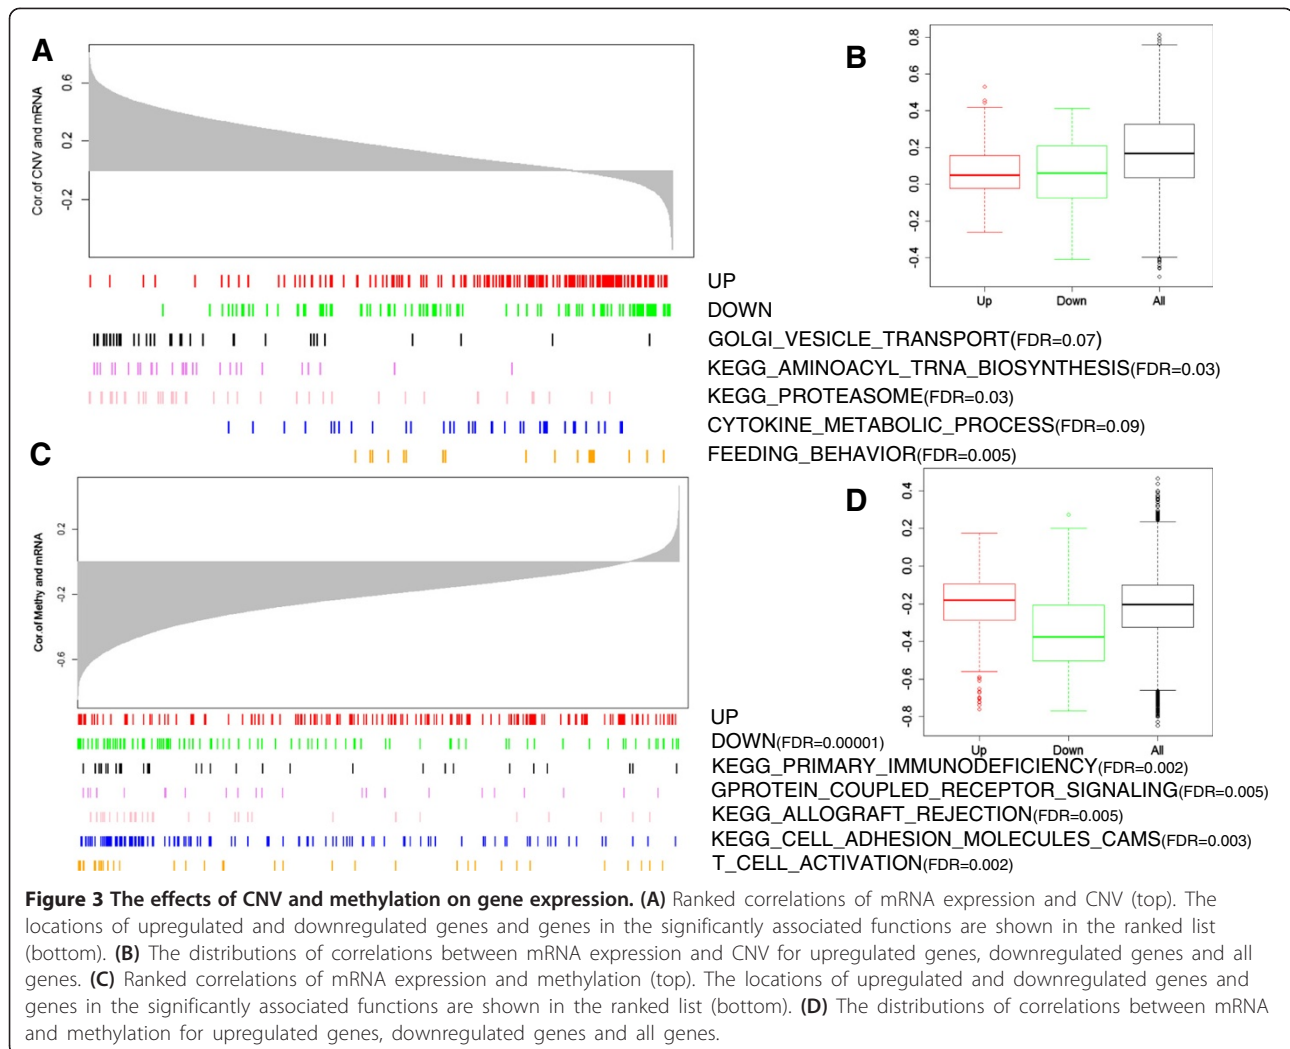 A
Cor.of CNV and mRNA
0.6
0.2
-0.2
UP
DOWN
GOLGI_VESICLE_TRANSPORT(FDR=0.07)
KEGG_AMINOACYL_TRNA_BIOSYNTHESIS(FDR=0.03)
KEGG_PROTEASOME(FDR=0.03)
CYTOKINE_METABOLIC_PROCESS(FDR=0.09)
FEEDING_BEHAVIOR(FDR=0.005)
B
0.8
0.6
0.4
0.2
0.0
-0.2
-0.4
Up Down All
C
Cor.of Methy and mRNA
0.2
-0.2
-0.6
UP
DOWN(FDR=0.00001)
KEGG_PRIMARY_IMMUNODEFICIENCY(FDR=0.002)
GPROTEIN_COUPLED_RECEPTOR_SIGNALING(FDR=0.005)
KEGG_ALLOGRAFT_REJECTION(FDR=0.005)
KEGG_CELL_ADHESION_MOLECULES_CAMS(FDR=0.003)
T_CELL_ACTIVATION(FDR=0.002)
D
0.4
0.2
0.0
-0.2
-0.4
-0.6
-0.8
Up Down All
Figure 3 The effects of CNV and methylation on gene expression. (A) Ranked correlations of mRNA expression and CNV (top). The
locations of upregulated and downregulated genes and genes in the significantly associated functions are shown in the ranked list
(bottom). (B) The distributions of correlations between mRNA expression and CNV for upregulated genes, downregulated genes and all
genes. (C) Ranked correlations of mRNA expression and methylation (top). The locations of upregulated and downregulated genes and
genes in the significantly associated functions are shown in the ranked list (bottom). (D) The distributions of correlations between mRNA
and methylation for upregulated genes, downregulated genes and all genes.